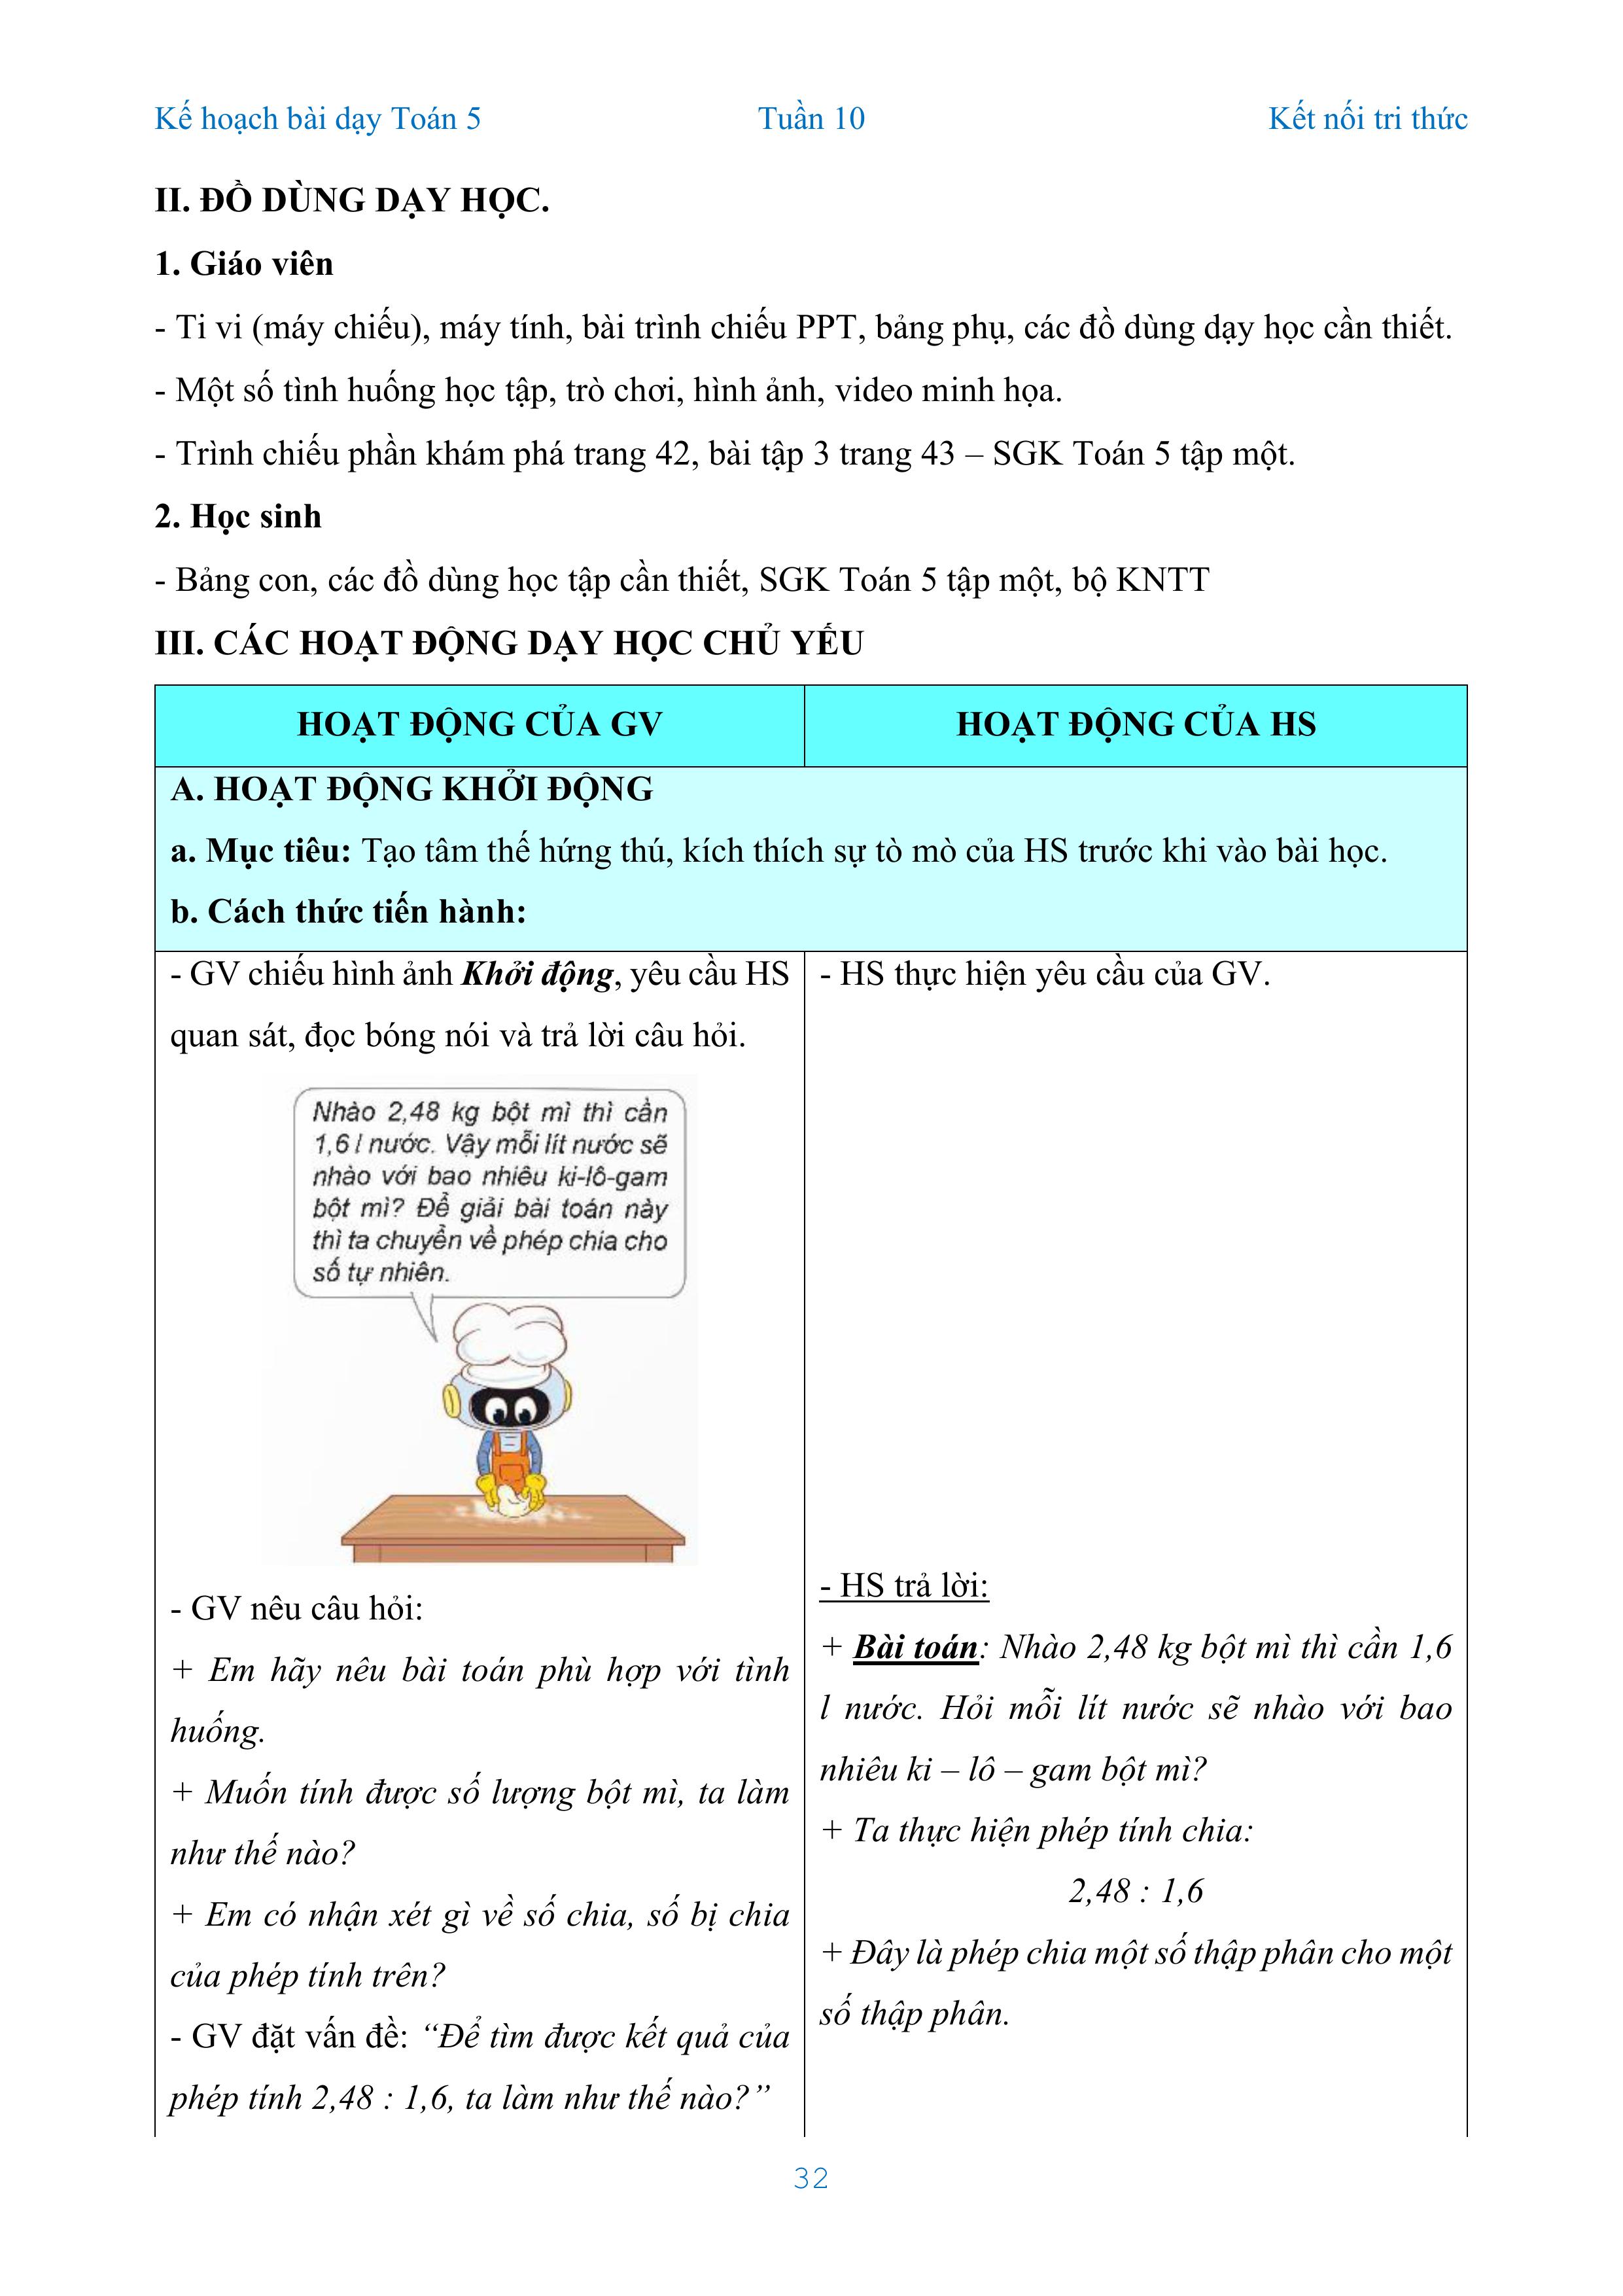 Kế hoạch bài dạy Toán 5 Tuần 10 Kết nối tri thức
II. ĐỒ DÙNG DẠY HỌC.
1. Giáo viên
- Ti vi (máy chiếu), máy tính, bài trình chiếu PPT, bảng phụ, các đồ dùng dạy học cần thiết.
- Một số tình huống học tập, trò chơi, hình ảnh, video minh họa.
- Trình chiếu phần khám phá trang 42, bài tập 3 trang 43 – SGK Toán 5 tập một.
2. Học sinh
- Bảng con, các đồ dùng học tập cần thiết, SGK Toán 5 tập một, bộ KNTT
III. CÁC HOẠT ĐỘNG DẠY HỌC CHỦ YẾU
HOẠT ĐỘNG CỦA GV
HOẠT ĐỘNG CỦA HS
A. HOẠT ĐỘNG KHỞI ĐỘNG
a. Mục tiêu: Tạo tâm thế hứng thú, kích thích sự tò mò của HS trước khi vào bài học.
b. Cách thức tiến hành:
- GV chiếu hình ảnh Khởi động, yêu cầu HS
quan sát, đọc bóng nói và trả lời câu hỏi.
Nhào 2,48 kg bột mì thì cần
1,6 l nước. Vậy mỗi lít nước sẽ
nhào với bao nhiêu ki-lô-gam
bột mì? Để giải bài toán này
thì ta chuyển về phép chia cho
số tự nhiên.
- GV nêu câu hỏi:
+ Em hãy nêu bài toán phù hợp với tình
huống.
+ Muốn tính được số lượng bột mì, ta làm
như thế nào?
+ Em có nhận xét gì về số chia, số bị chia
của phép tính trên?
- GV đặt vấn đề: “Để tìm được kết quả của
phép tính 2,48 : 1,6, ta làm như thế nào?”
- HS thực hiện yêu cầu của GV.
- HS trả lời:
+ Bài toán: Nhào 2,48 kg bột mì thì cần 1,6
l nước. Hỏi mỗi lít nước sẽ nhào với bao
nhiêu ki – lô – gam bột mì?
+ Ta thực hiện phép tính chia:
2,48 : 1,6
+ Đây là phép chia một số thập phân cho một
số thập phân.
32